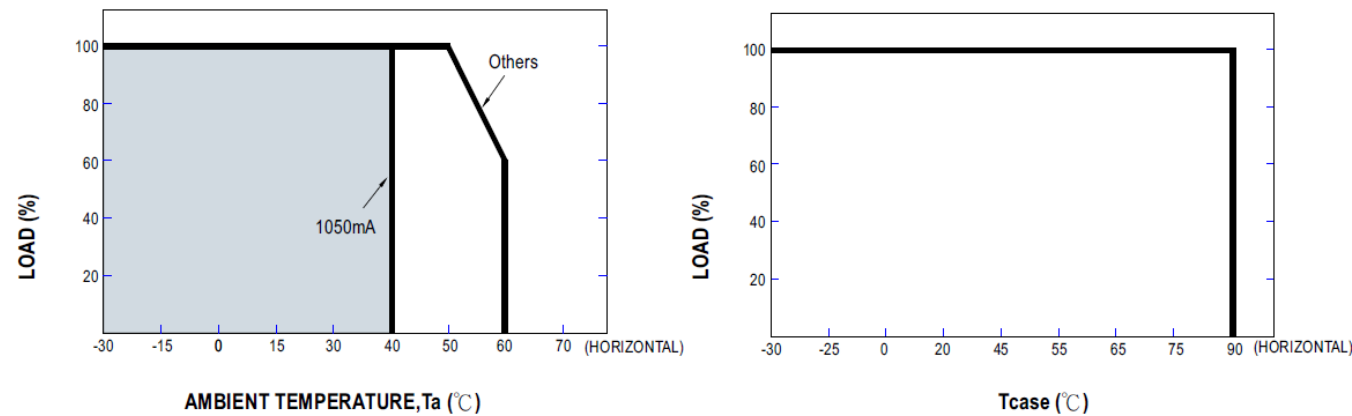 100
80
60
40
20
LOAD (%)
Others
1050mA
-30 -15 0 15 30 40 50 60 70 (HORIZONTAL)
AMBIENT TEMPERATURE,Ta (℃)
100
80
60
40
20
LOAD (%)
-30 -25 0 20 45 55 65 75 90 (HORIZONTAL)
Tcase (℃)